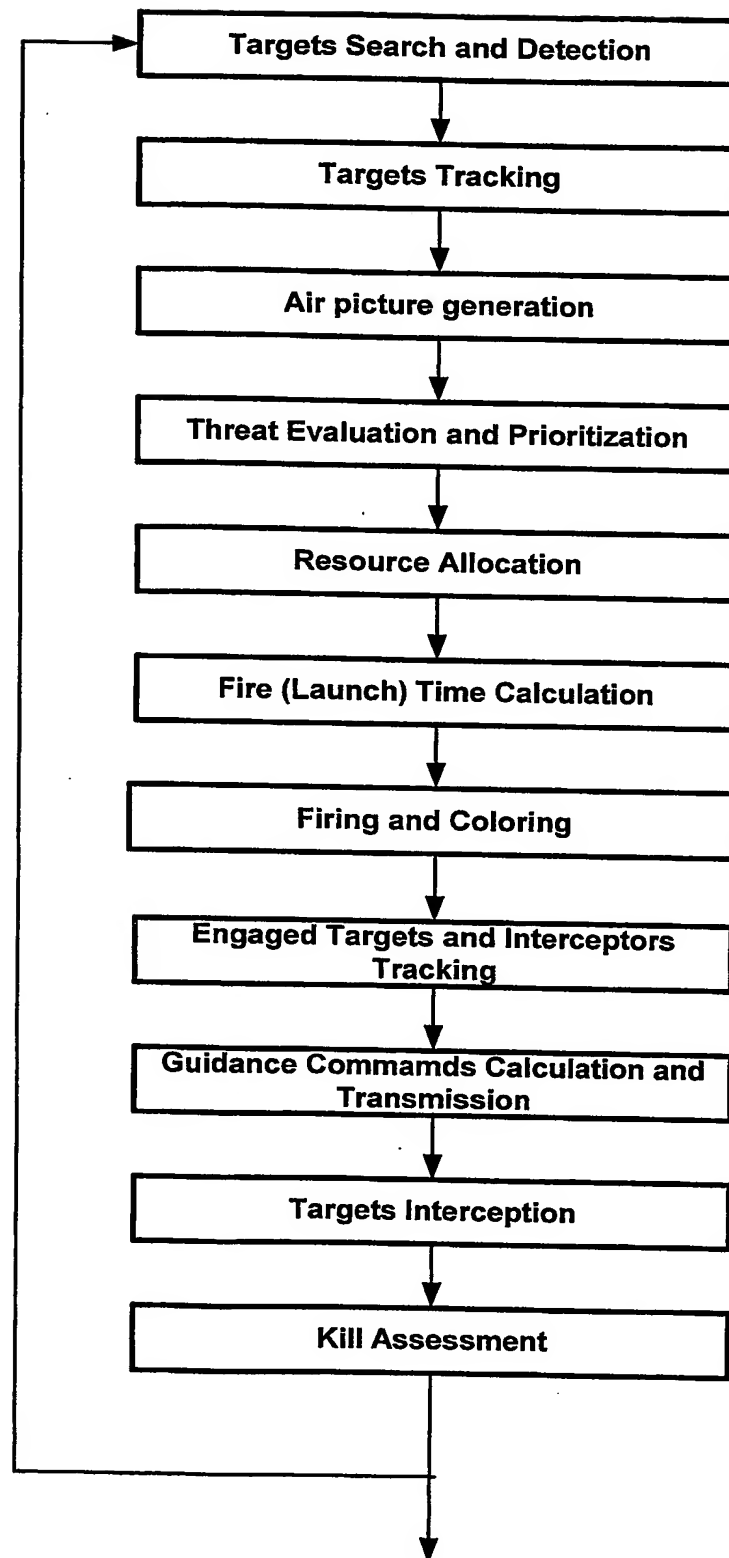 Targets Search and Detection
Targets Tracking
Air picture generation
Threat Evaluation and Prioritization
Resource Allocation
Fire (Launch) Time Calculation
Firing and Coloring
Engaged Targets and Interceptors
Tracking
Guidance Commamds Calculation and
Transmission
Targets Interception
Kill Assessment